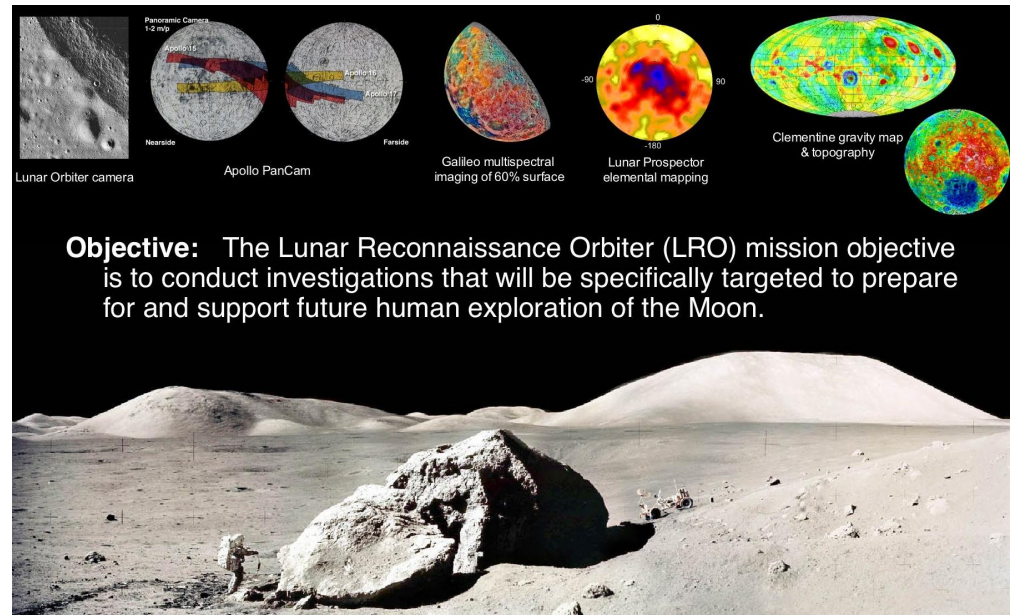 Panoramic Camera
1-2 m/p
Apollo 15
Apollo 16
Apollo 17
Nearside
Farside
Lunar Orbiter camera
Apollo PanCam
Galileo multispectral
imaging of 60% surface
0
-90
90
-180
Lunar Prospector
elemental mapping
Clementine gravity map
& topography
Objective: The Lunar Reconnaissance Orbiter (LRO) mission objective
is to conduct investigations that will be specifically targeted to prepare
for and support future human exploration of the Moon.